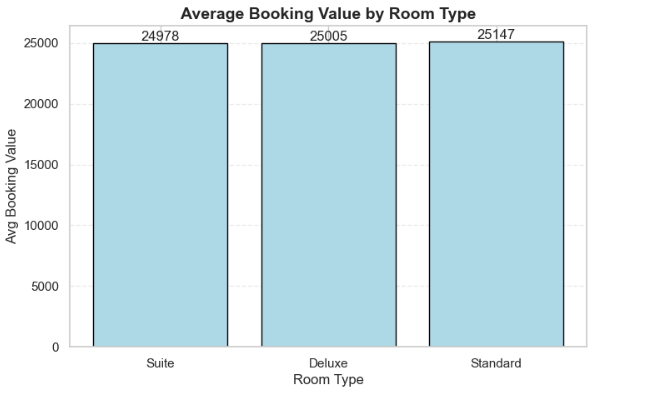 Average Booking Value by Room Type
24978 25005 25147
25000
20000
15000
10000
5000
0
Avg Booking Value
Suite Deluxe Standard
Room Type